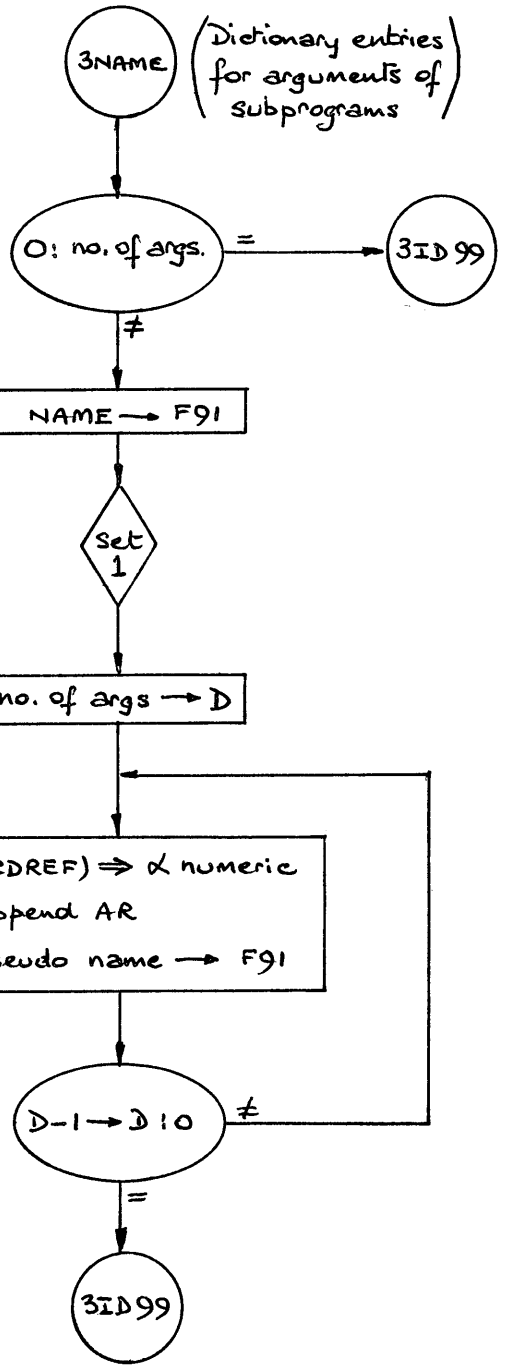 3NAME
(Dictionary entries
for arguments of
subprograms)
O: no. of args.
=
3ID99
≠
NAME → F91
Set
1
no. of args → D
DREF) ⇒ α numeric
pend AR
eudo name → F91
D-1 → D:0
≠
=
3ID99